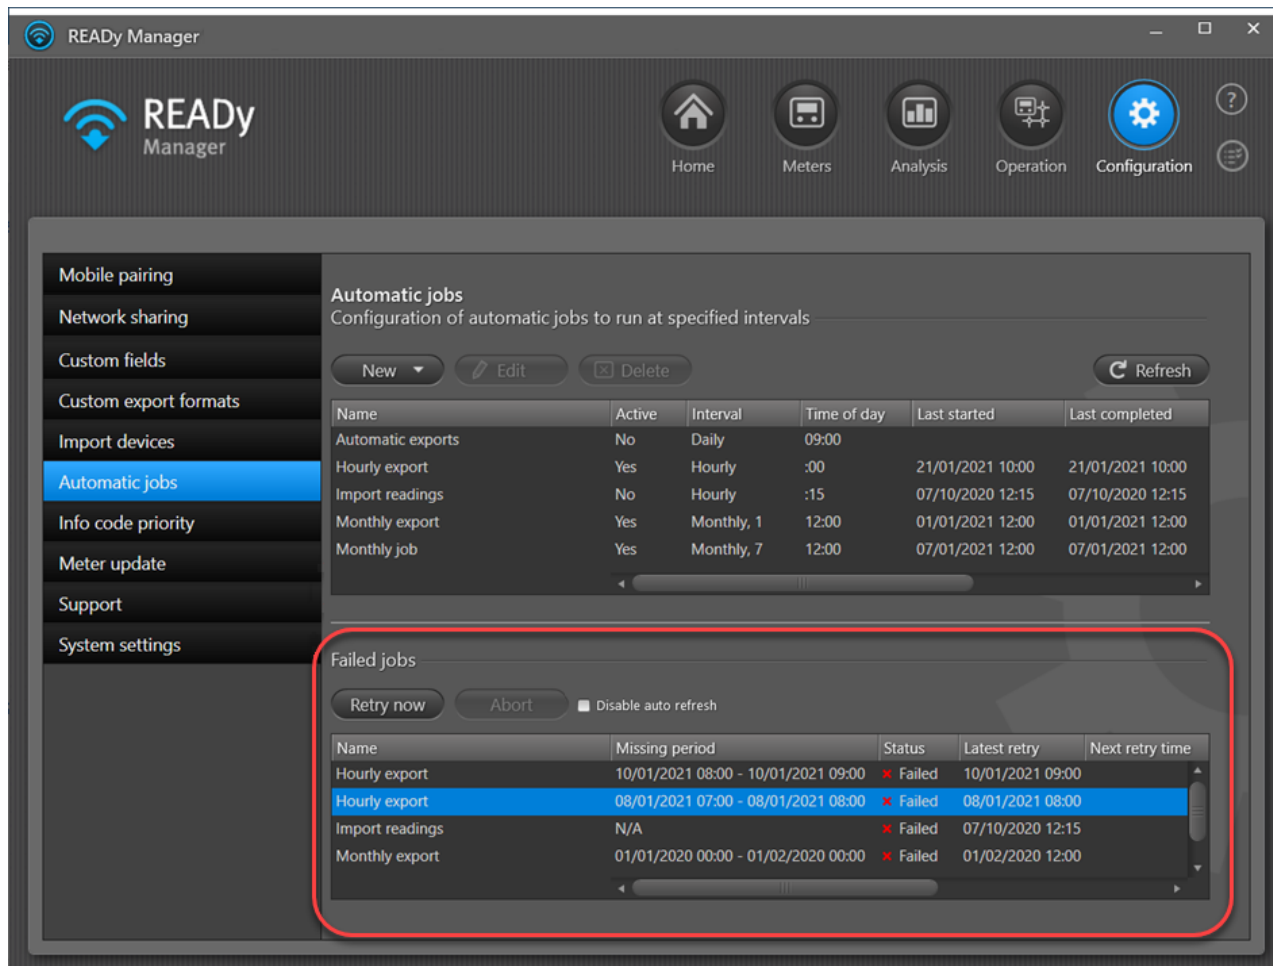 READy Manager
READy
Manager
Home
Meters
Analysis
Operation
Configuration
?
Mobile pairing
Network sharing
Custom fields
Custom export formats
Import devices
Automatic jobs
Info code priority
Meter update
Support
System settings
Automatic jobs
Configuration of automatic jobs to run at specified intervals
New Edit Delete Refresh
Name Active Interval Time of day Last started Last completed
Automatic exports No Daily 09:00
Hourly export Yes Hourly :00 21/01/2021 10:00 21/01/2021 10:00
Import readings No Hourly :15 07/10/2020 12:15 07/10/2020 12:15
Monthly export Yes Monthly, 1 12:00 01/01/2021 12:00 01/01/2021 12:00
Monthly job Yes Monthly, 7 12:00 07/01/2021 12:00 07/01/2021 12:00
Failed jobs
Retry now Abort Disable auto refresh
Name Missing period Status Latest retry Next retry time
Hourly export 10/01/2021 08:00 - 10/01/2021 09:00 Failed 10/01/2021 09:00
Hourly export 08/01/2021 07:00 - 08/01/2021 08:00 Failed 08/01/2021 08:00
Import readings N/A Failed 07/10/2020 12:15
Monthly export 01/01/2020 00:00 - 01/02/2020 00:00 Failed 01/02/2020 12:00